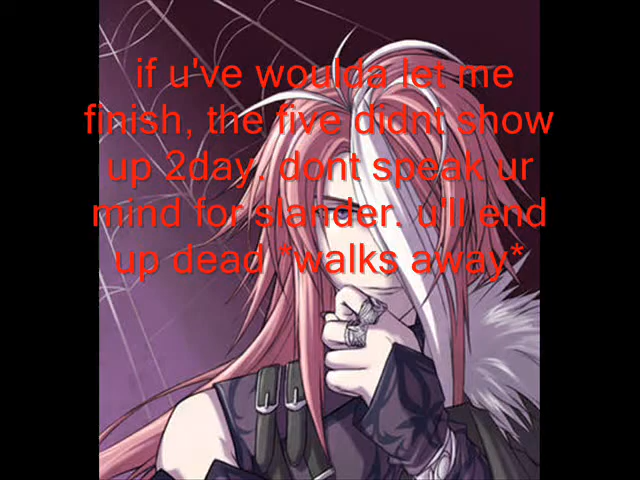 if u've woulda let me
finish, the five didnt show
up 2day. dont speak ur
mind for slander. u'll end
up dead *walks away*